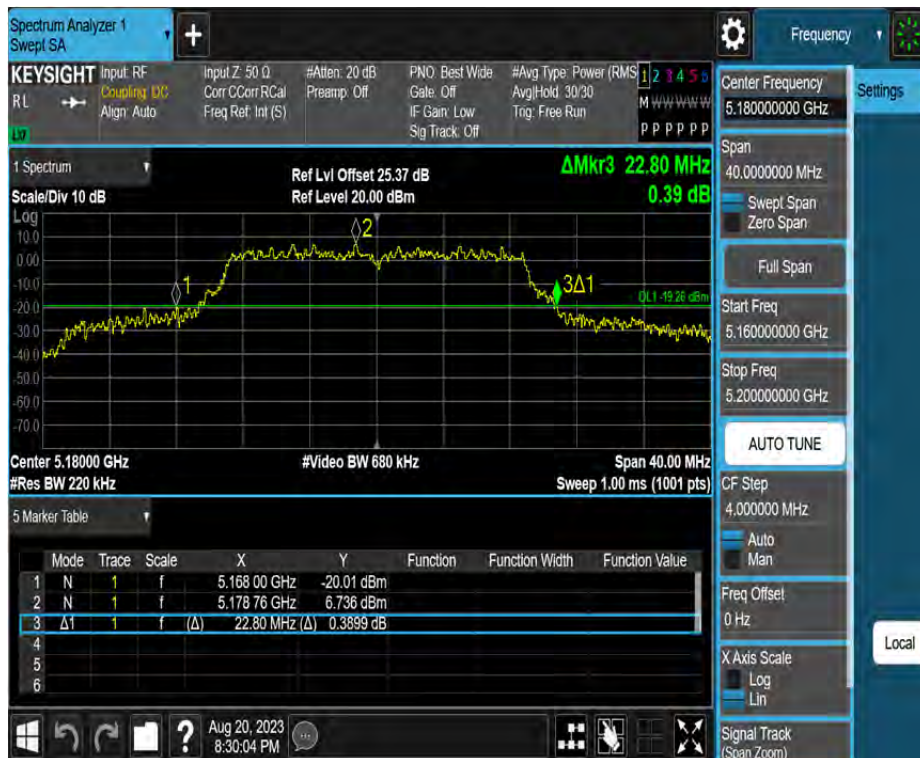 Spectrum Analyzer 1
Swept SA
+
Frequency
KEYSIGHT
RL
LXI
Input: RF
Coupling: DC
Align: Auto
Input Z: 50 Ω
Corr CCorr RCal
Freq Ref: Int (S)
#Atten: 20 dB
Preamp: Off
PNO: Best Wide
Gate: Off
IF Gain: Low
Sig Track: Off
#Avg Type: Power (RMS
Avg|Hold: 30/30
Trig: Free Run
1 2 3 4 5 6
M W W W W W
P P P P P P
Center Frequency
5.180000000 GHz
Settings
1 Spectrum
Scale/Div 10 dB
Log
Ref Lvl Offset 25.37 dB
Ref Level 20.00 dBm
ΔMkr3 22.80 MHz
0.39 dB
10.0
0.00
-10.0
-20.0
-30.0
-40.0
-50.0
-60.0
-70.0
1
2
3Δ1
DL1 -19.26 dBm
Center 5.18000 GHz
#Video BW 680 kHz
Span 40.00 MHz
#Res BW 220 kHz
Sweep 1.00 ms (1001 pts)
Span
40.0000000 MHz
Swept Span
Zero Span
Full Span
Start Freq
5.160000000 GHz
Stop Freq
5.200000000 GHz
AUTO TUNE
CF Step
4.000000 MHz
Auto
Man
Freq Offset
0 Hz
X Axis Scale
Log
Lin
Signal Track
(Span Zoom)
Local
5 Marker Table
Mode Trace Scale X Y Function Function Width Function Value
1 N 1 f 5.168 00 GHz -20.01 dBm
2 N 1 f 5.178 76 GHz 6.736 dBm
3 Δ1 1 f (Δ) 22.80 MHz (Δ) 0.3899 dB
4
5
6
?
Aug 20, 2023
8:30:04 PM